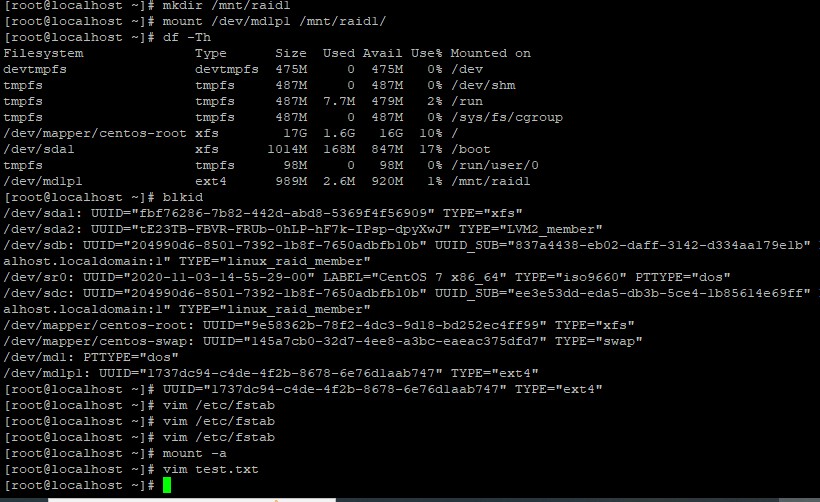 [root@localhost ~]# mkdir /mnt/raid1
[root@localhost ~]# mount /dev/md1p1 /mnt/raid1/
[root@localhost ~]# df -Th
Filesystem              Type      Size  Used Avail Use% Mounted on
devtmpfs                devtmpfs  475M     0  475M   0% /dev
tmpfs                   tmpfs     487M     0  487M   0% /dev/shm
tmpfs                   tmpfs     487M  7.7M  479M   2% /run
tmpfs                   tmpfs     487M     0  487M   0% /sys/fs/cgroup
/dev/mapper/centos-root xfs        17G  1.6G   16G  10% /
/dev/sda1               xfs      1014M  168M  847M  17% /boot
tmpfs                   tmpfs      98M     0   98M   0% /run/user/0
/dev/md1p1              ext4      989M  2.6M  920M   1% /mnt/raid1
[root@localhost ~]# blkid
/dev/sda1: UUID="fbf76286-7b82-442d-abd8-5369f4f56909" TYPE="xfs"
/dev/sda2: UUID="tE23TB-FBVR-FRUb-0hLP-hF7k-IPsp-dpyXwJ" TYPE="LVM2_member"
/dev/sdb: UUID="204990d6-8501-7392-1b8f-7650adbfb10b" UUID_SUB="837a4438-eb02-daff-3142-d334aa179e1b"
alhost.localdomain:1" TYPE="linux_raid_member"
/dev/sr0: UUID="2020-11-03-14-55-29-00" LABEL="CentOS 7 x86_64" TYPE="iso9660" PTTYPE="dos"
/dev/sdc: UUID="204990d6-8501-7392-1b8f-7650adbfb10b" UUID_SUB="ee3e53dd-eda5-db3b-5ce4-1b85614e69ff"
alhost.localdomain:1" TYPE="linux_raid_member"
/dev/mapper/centos-root: UUID="9e58362b-78f2-4dc3-9d18-bd252ec4ff99" TYPE="xfs"
/dev/mapper/centos-swap: UUID="145a7cb0-32d7-4ee8-a3bc-eaeac375dfd7" TYPE="swap"
/dev/md1: PTTYPE="dos"
/dev/md1p1: UUID="1737dc94-c4de-4f2b-8678-6e76d1aab747" TYPE="ext4"
[root@localhost ~]# UUID="1737dc94-c4de-4f2b-8678-6e76d1aab747" TYPE="ext4"
[root@localhost ~]# vim /etc/fstab
[root@localhost ~]# vim /etc/fstab
[root@localhost ~]# vim /etc/fstab
[root@localhost ~]# mount -a
[root@localhost ~]# vim test.txt
[root@localhost ~]#